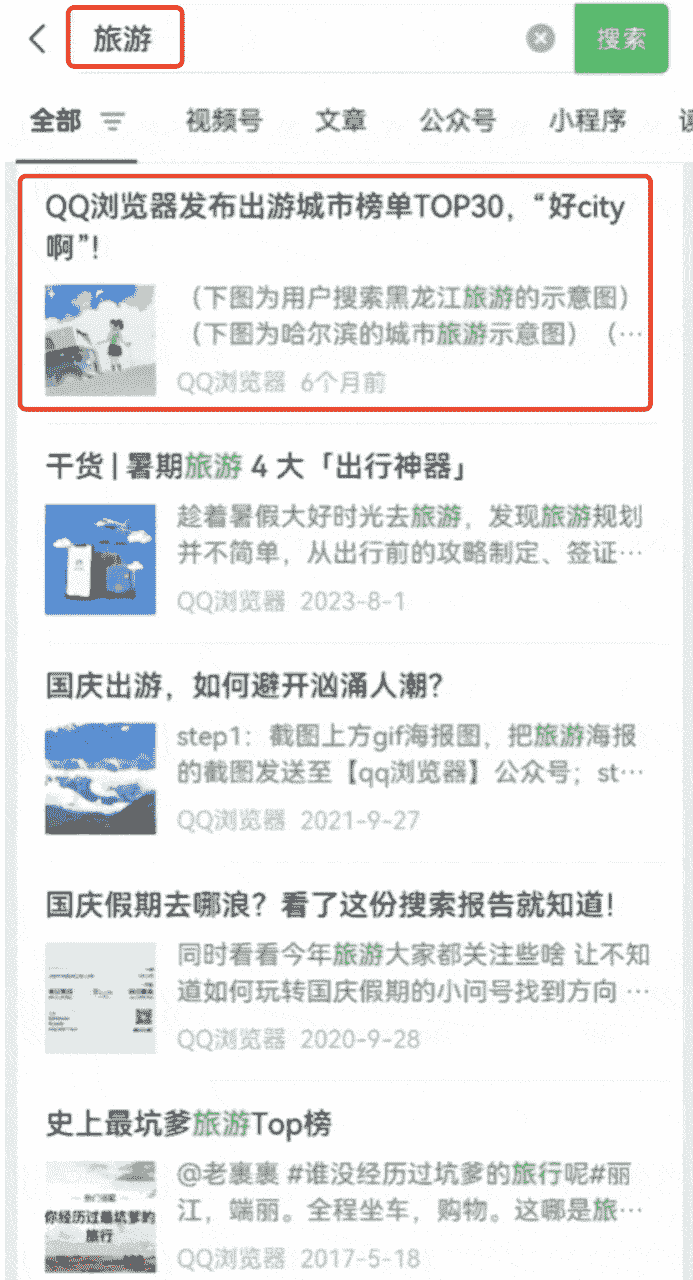 旅游
搜索
全部 视频号 文章 公众号 小程序
QQ浏览器发布出游城市榜单TOP30，“好city
啊”！
（下图为用户搜索黑龙江旅游的示意图）
（下图为哈尔滨的城市旅游示意图）（…
QQ浏览器 6个月前
干货 | 暑期旅游 4 大「出行神器」
趁着暑假大好时光去旅游，发现旅游规划
并不简单，从出行前的攻略制定、签证…
QQ浏览器 2023-8-1
国庆出游，如何避开汹涌人潮？
step1：截图上方gif海报图，把旅游海报
的截图发送至【qq浏览器】公众号；st…
QQ浏览器 2021-9-27
国庆假期去哪浪？看了这份搜索报告就知道！
同时看看今年旅游大家都关注些啥 让不知
道如何玩转国庆假期的小问号找到方向 …
QQ浏览器 2020-9-28
史上最坑爹旅游Top榜
@老裹裹 #谁没经历过坑爹的旅行呢#丽
江，端丽。全程坐车，购物。这哪是旅…
你经历过最坑爹的
旅行
QQ浏览器 2017-5-18